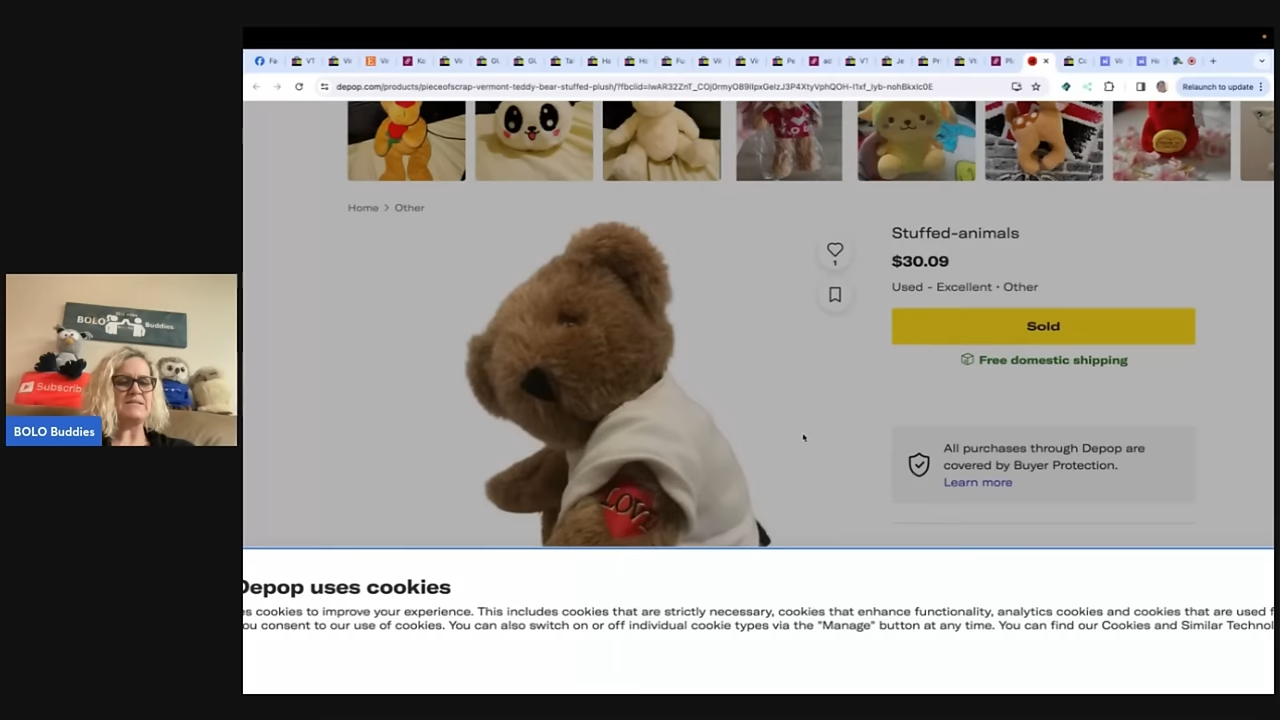 Relaunch to update
depop.com/products/pieceofscrap-vermont-teddy-bear-stuffed-plush/?fbclid=IwAR32ZnT_COj0rmyO89IIpxGeIzJ3P4XtyVphQOH-I1xf_Iyb-nohBkxIc0E
Home > Other
Stuffed-animals
$30.09
1
Used - Excellent · Other
Sold
Free domestic shipping
BOLO Buddies
Subscrib
BOLO Buddies
All purchases through Depop are
covered by Buyer Protection.
Learn more
LOVE
Depop uses cookies
es cookies to improve your experience. This includes cookies that are strictly necessary, cookies that enhance functionality, analytics cookies and cookies that are used f
ou consent to our use of cookies. You can also switch on or off individual cookie types via the "Manage" button at any time. You can find our Cookies and Similar Technol